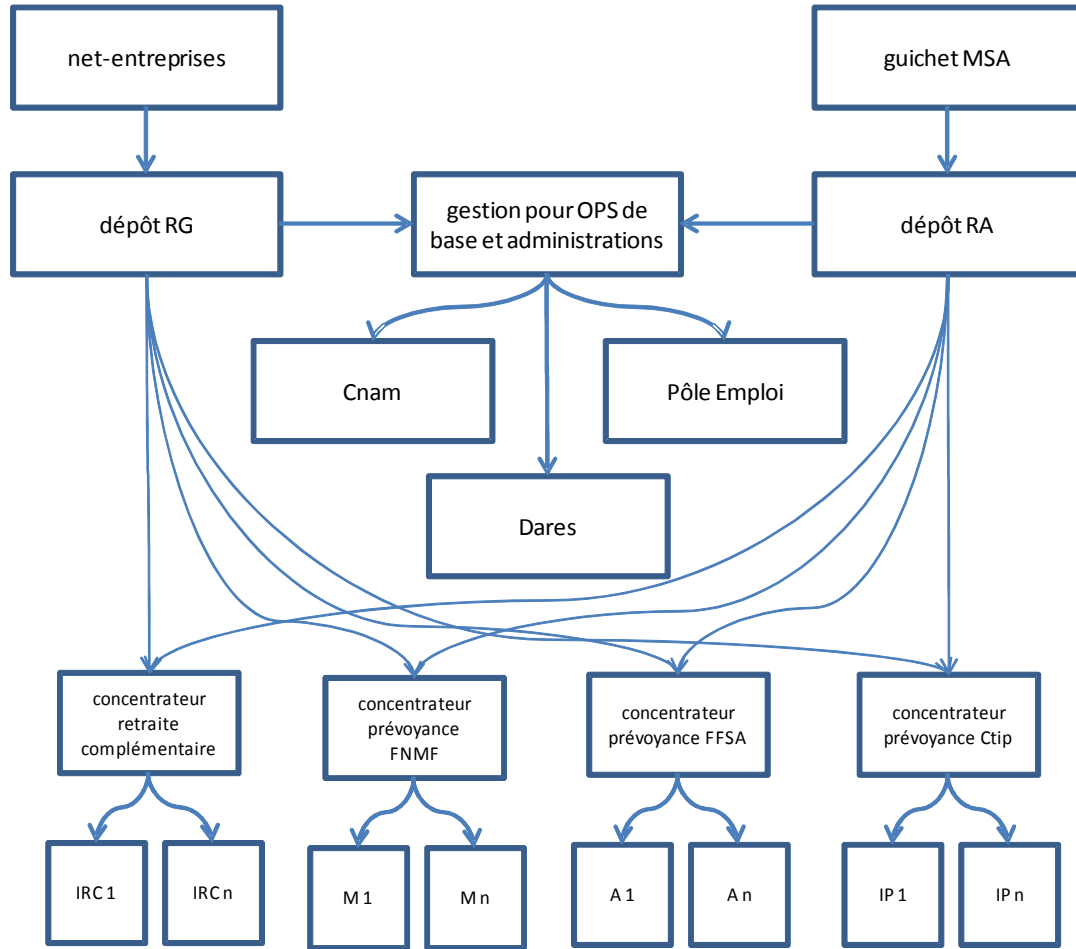 net-entreprises
guichet MSA
dépôt RG
gestion pour OPS de
base et administrations
dépôt RA
Cnam
Pôle Emploi
Dares
concentrateur
retraite
complémentaire
concentrateur
prévoyance
FNMF
concentrateur
prévoyance FFSA
concentrateur
prévoyance Ctip
IRC 1
IRC n
M 1
M n
A 1
A n
IP 1
IP n